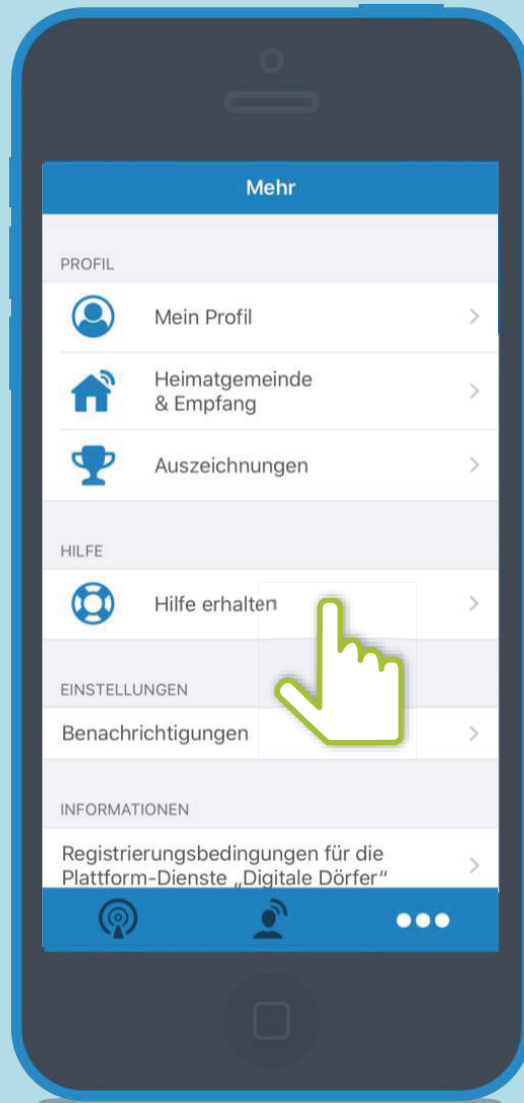 Mehr
PROFIL
Mein Profil
Heimatgemeinde
& Empfang
Auszeichnungen
HILFE
Hilfe erhalten
EINSTELLUNGEN
Benachrichtigungen
INFORMATIONEN
Registrierungsbedingungen für die
Plattform-Dienste „Digitale Dörfer“